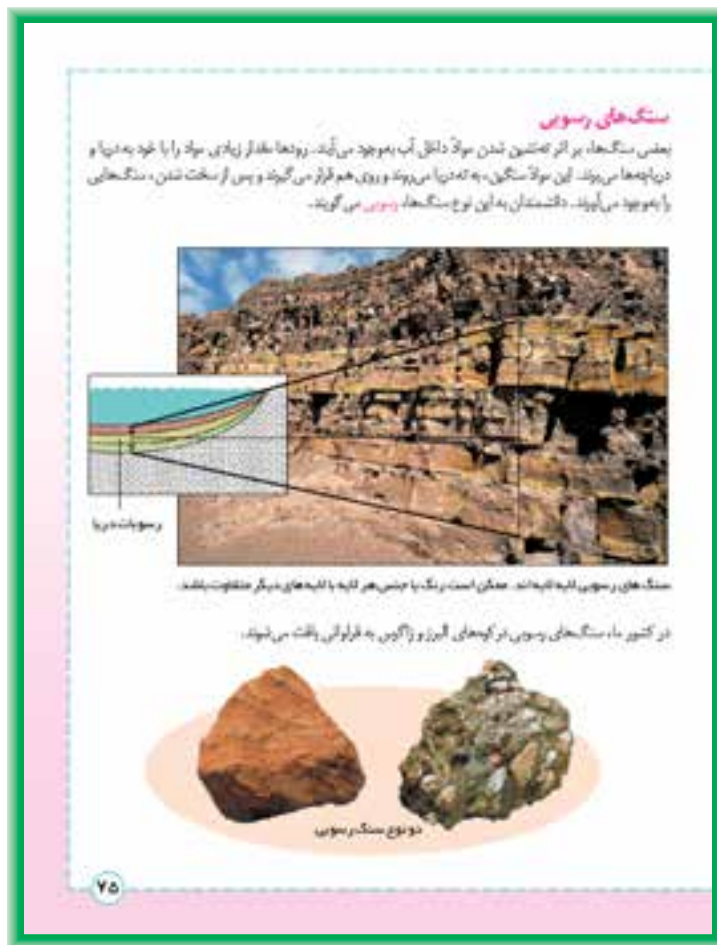 سنگ‌های رسوبی
بعضی سنگ‌ها، بر اثر ته‌نشین شدن موادّ داخل آب به‌وجود می‌آیند. رودها مقدار زیادی مواد را با خود به دریا و
دریاچه‌ها می‌برند. این موادّ سنگین، به ته دریا می‌روند و روی هم قرار می‌گیرند و پس از سخت شدن، سنگ‌هایی
را به‌وجود می‌آورند. دانشمندان به این نوع سنگ‌ها، رسوبی می‌گویند.
رسوبات دریا
سنگ های رسوبی لایه لایه اند. ممکن است رنگ یا جنس هر لایه با لایه های دیگر متفاوت باشد.
در کشور ما، سنگ‌های رسوبی در کوه‌های البرز و زاگرس به فراوانی یافت می‌شوند.
دو نوع سنگ رسوبی
۷۵